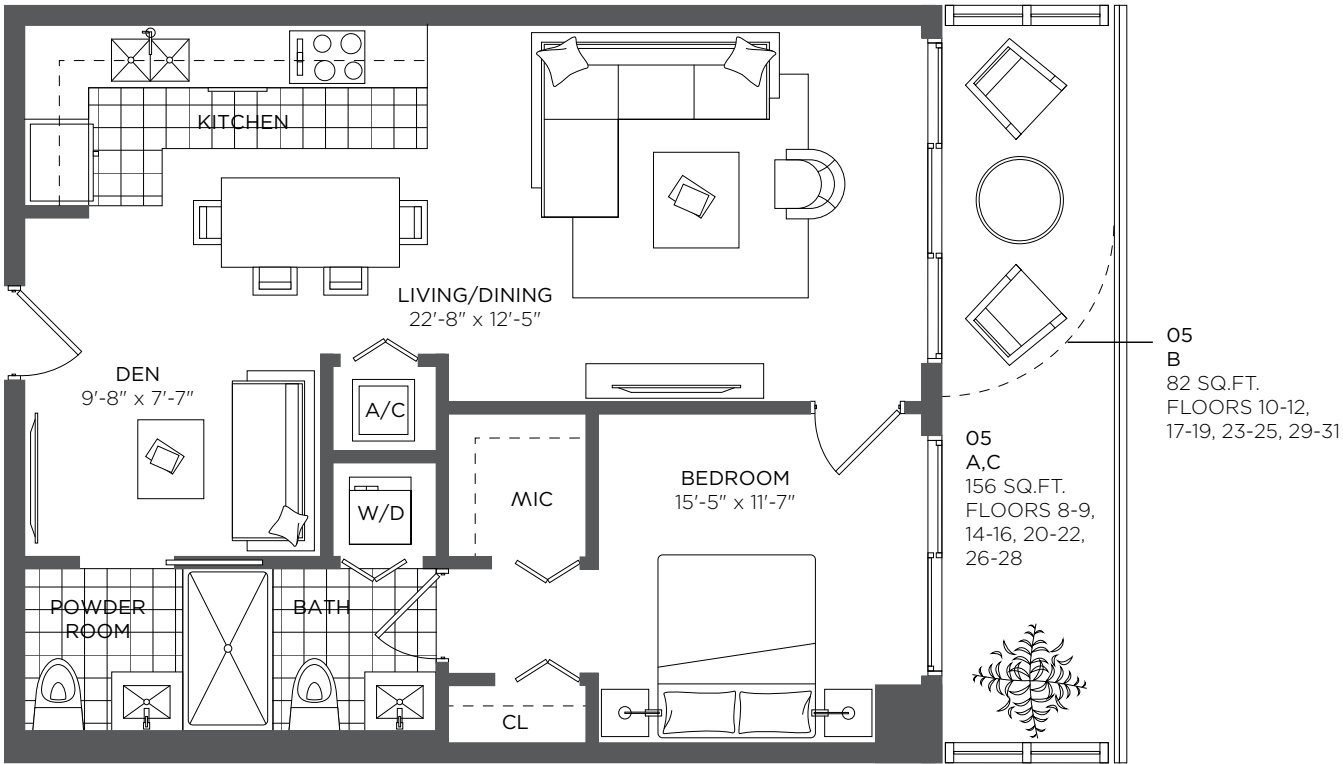 KITCHEN
LIVING/DINING
22'-8" x 12'-5"
DEN
9'-8" x 7'-7"
A/C
W/D
WIC
BEDROOM
15'-5" x 11'-7"
POWDER
ROOM
BATH
CL
05
A,C
156 SQ.FT.
FLOORS 8-9,
14-16, 20-22,
26-28
05
B
82 SQ.FT.
FLOORS 10-12,
17-19, 23-25, 29-31